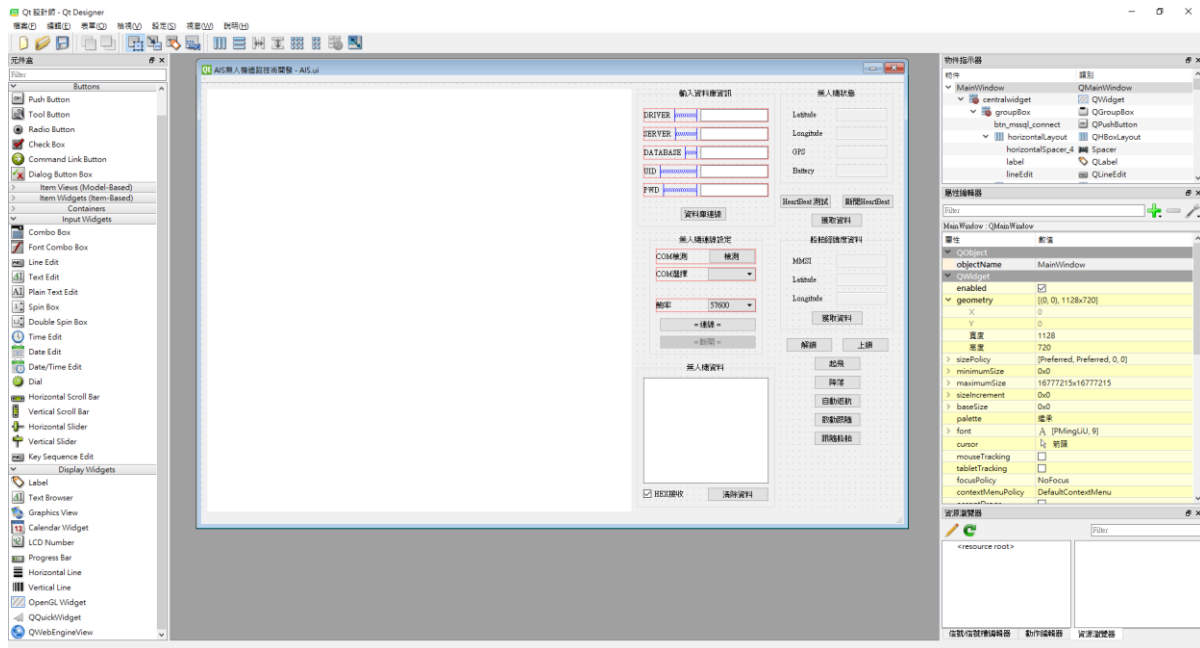 Qt 設計師 - Qt Designer
檔案(F) 編輯(E) 表單(O) 檢視(V) 設定(S) 視窗(W) 說明(H)
元件盒
Filter
Buttons
Push Button
Tool Button
Radio Button
Check Box
Command Link Button
Dialog Button Box
Item Views (Model-Based)
Item Widgets (Item-Based)
Containers
Input Widgets
Combo Box
Font Combo Box
Line Edit
Text Edit
Plain Text Edit
Spin Box
Double Spin Box
Time Edit
Date Edit
Date/Time Edit
Dial
Horizontal Scroll Bar
Vertical Scroll Bar
Horizontal Slider
Vertical Slider
Key Sequence Edit
Display Widgets
Label
Text Browser
Graphics View
Calendar Widget
LCD Number
Progress Bar
Horizontal Line
Vertical Line
OpenGL Widget
QQuickWidget
QWebEngineView
AIS無人機追蹤技術開發 - AIS.ui
輸入資料庫資訊
DRIVER
SERVER
DATABASE
UID
PWD
資料庫連線
無人機連線設定
COM檢測 檢測
COM選擇
鮑率 57600
= 連線 =
= 斷開 =
無人機資料
HEX接收 清除資料
無人機狀態
Latitude
Longitude
GPS
Battery
HeartBeat 測試 斷開HeartBeat
獲取資料
船舶經緯度資料
MMSI
Latitude
Longitude
獲取資料
解鎖 上鎖
起飛
降落
自動返航
啟動跟隨
跟隨船舶
物件指示器
物件 類別
MainWindow QMainWindow
centralwidget QWidget
groupBox QGroupBox
btn_mssql_connect QPushButton
horizontalLayout QHBoxLayout
horizontalSpacer_4 Spacer
label QLabel
lineEdit QLineEdit
屬性編輯器
Filter
MainWindow : QMainWindow
屬性 數值
QObject
objectName MainWindow
QWidget
enabled
geometry [(0, 0), 1128x720]
X 0
Y 0
寬度 1128
高度 720
sizePolicy [Preferred, Preferred, 0, 0]
minimumSize 0x0
maximumSize 16777215x16777215
sizeIncrement 0x0
baseSize 0x0
palette 繼承
font A [PMingLiU, 9]
cursor 箭頭
mouseTracking
tabletTracking
focusPolicy NoFocus
contextMenuPolicy DefaultContextMenu
資源瀏覽器
Filter
<resource root>
信號/信號槽編輯器 動作編輯器 資源瀏覽器